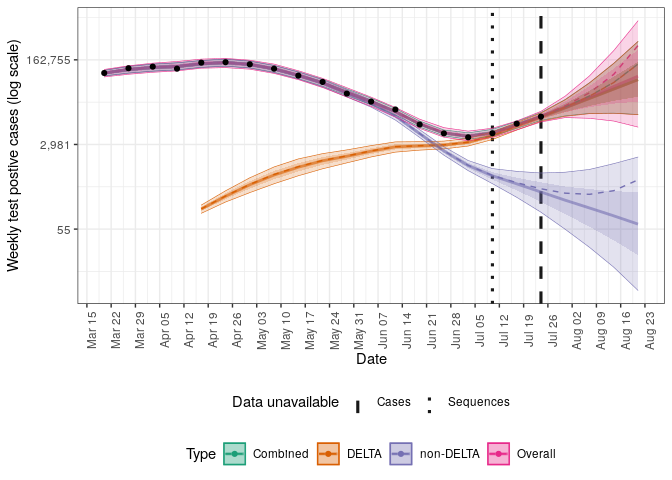 Weekly test postive cases (log scale)
162,755
2,981
55
Mar 15
Mar 22
Mar 29
Apr 05
Apr 12
Apr 19
Apr 26
May 03
May 10
May 17
May 24
May 31
Jun 07
Jun 14
Jun 21
Jun 28
Jul 05
Jul 12
Jul 19
Jul 26
Aug 02
Aug 09
Aug 16
Aug 23
Date
Data unavailable Cases Sequences
Type Combined DELTA non-DELTA Overall